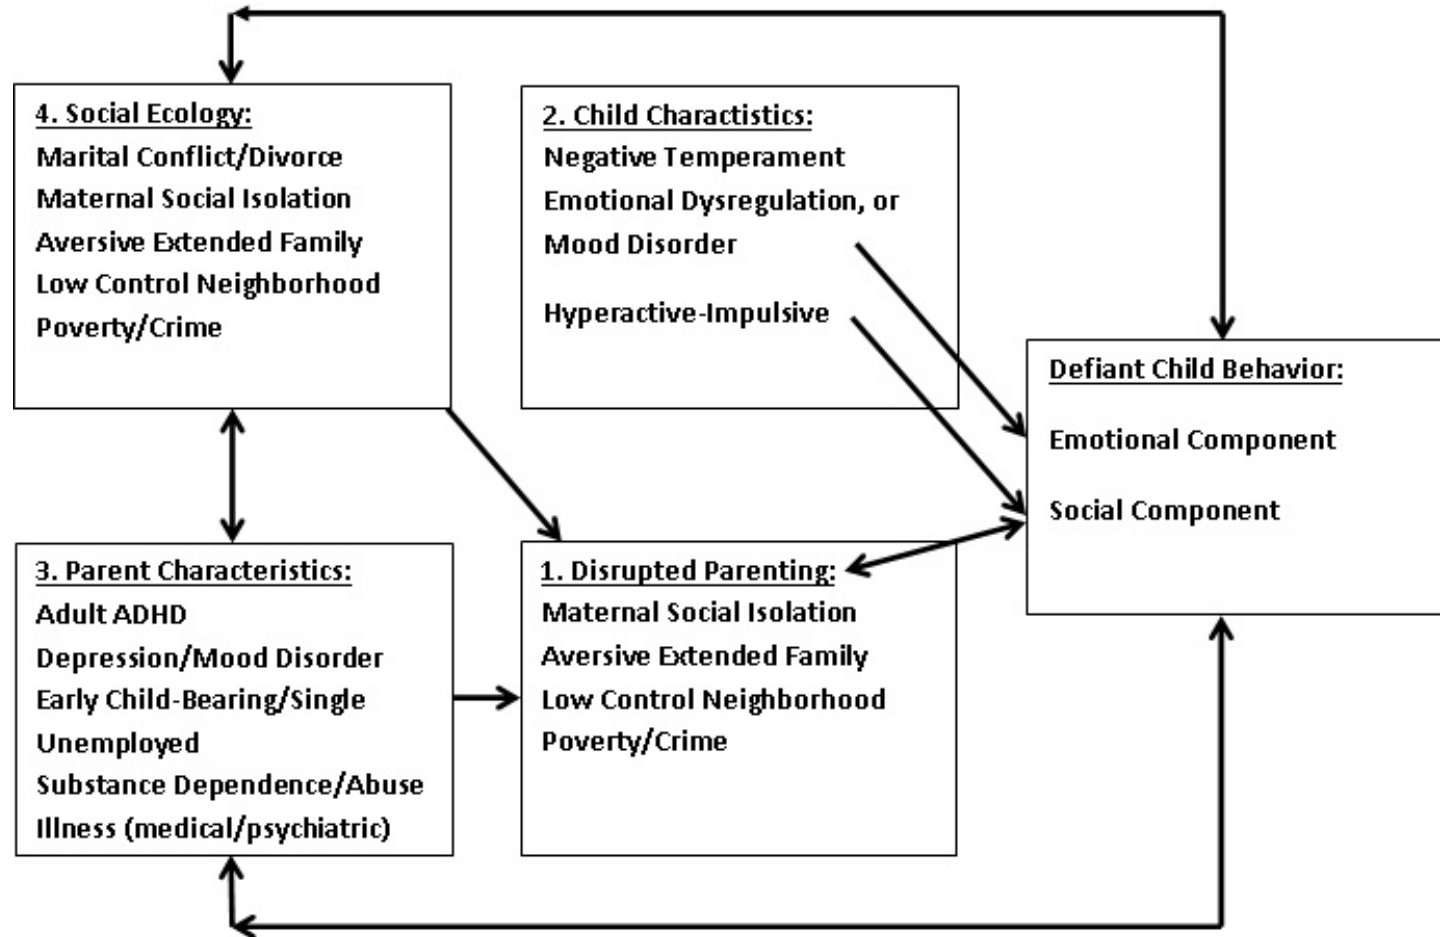 4. Social Ecology:
Marital Conflict/Divorce
Maternal Social Isolation
Aversive Extended Family
Low Control Neighborhood
Poverty/Crime
2. Child Charactistics:
Negative Temperament
Emotional Dysregulation, or
Mood Disorder
Hyperactive-Impulsive
Defiant Child Behavior:
Emotional Component
Social Component
3. Parent Characteristics:
Adult ADHD
Depression/Mood Disorder
Early Child-Bearing/Single
Unemployed
Substance Dependence/Abuse
Illness (medical/psychiatric)
1. Disrupted Parenting:
Maternal Social Isolation
Aversive Extended Family
Low Control Neighborhood
Poverty/Crime